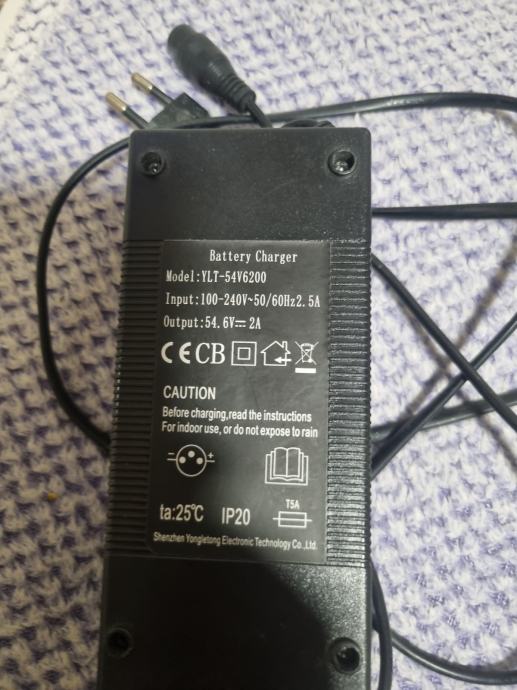 Battery Charger
Model:YLT-54V6200
Input:100-240V~50/60Hz2.5A
Output:54.6V⎓2A
CE CB
CAUTION
Before charging,read the instructions
For indoor use, or do not expose to rain
- +
ta:25℃ IP20 T5A
Shenzhen Yongletong Electronic Technology Co.,Ltd.